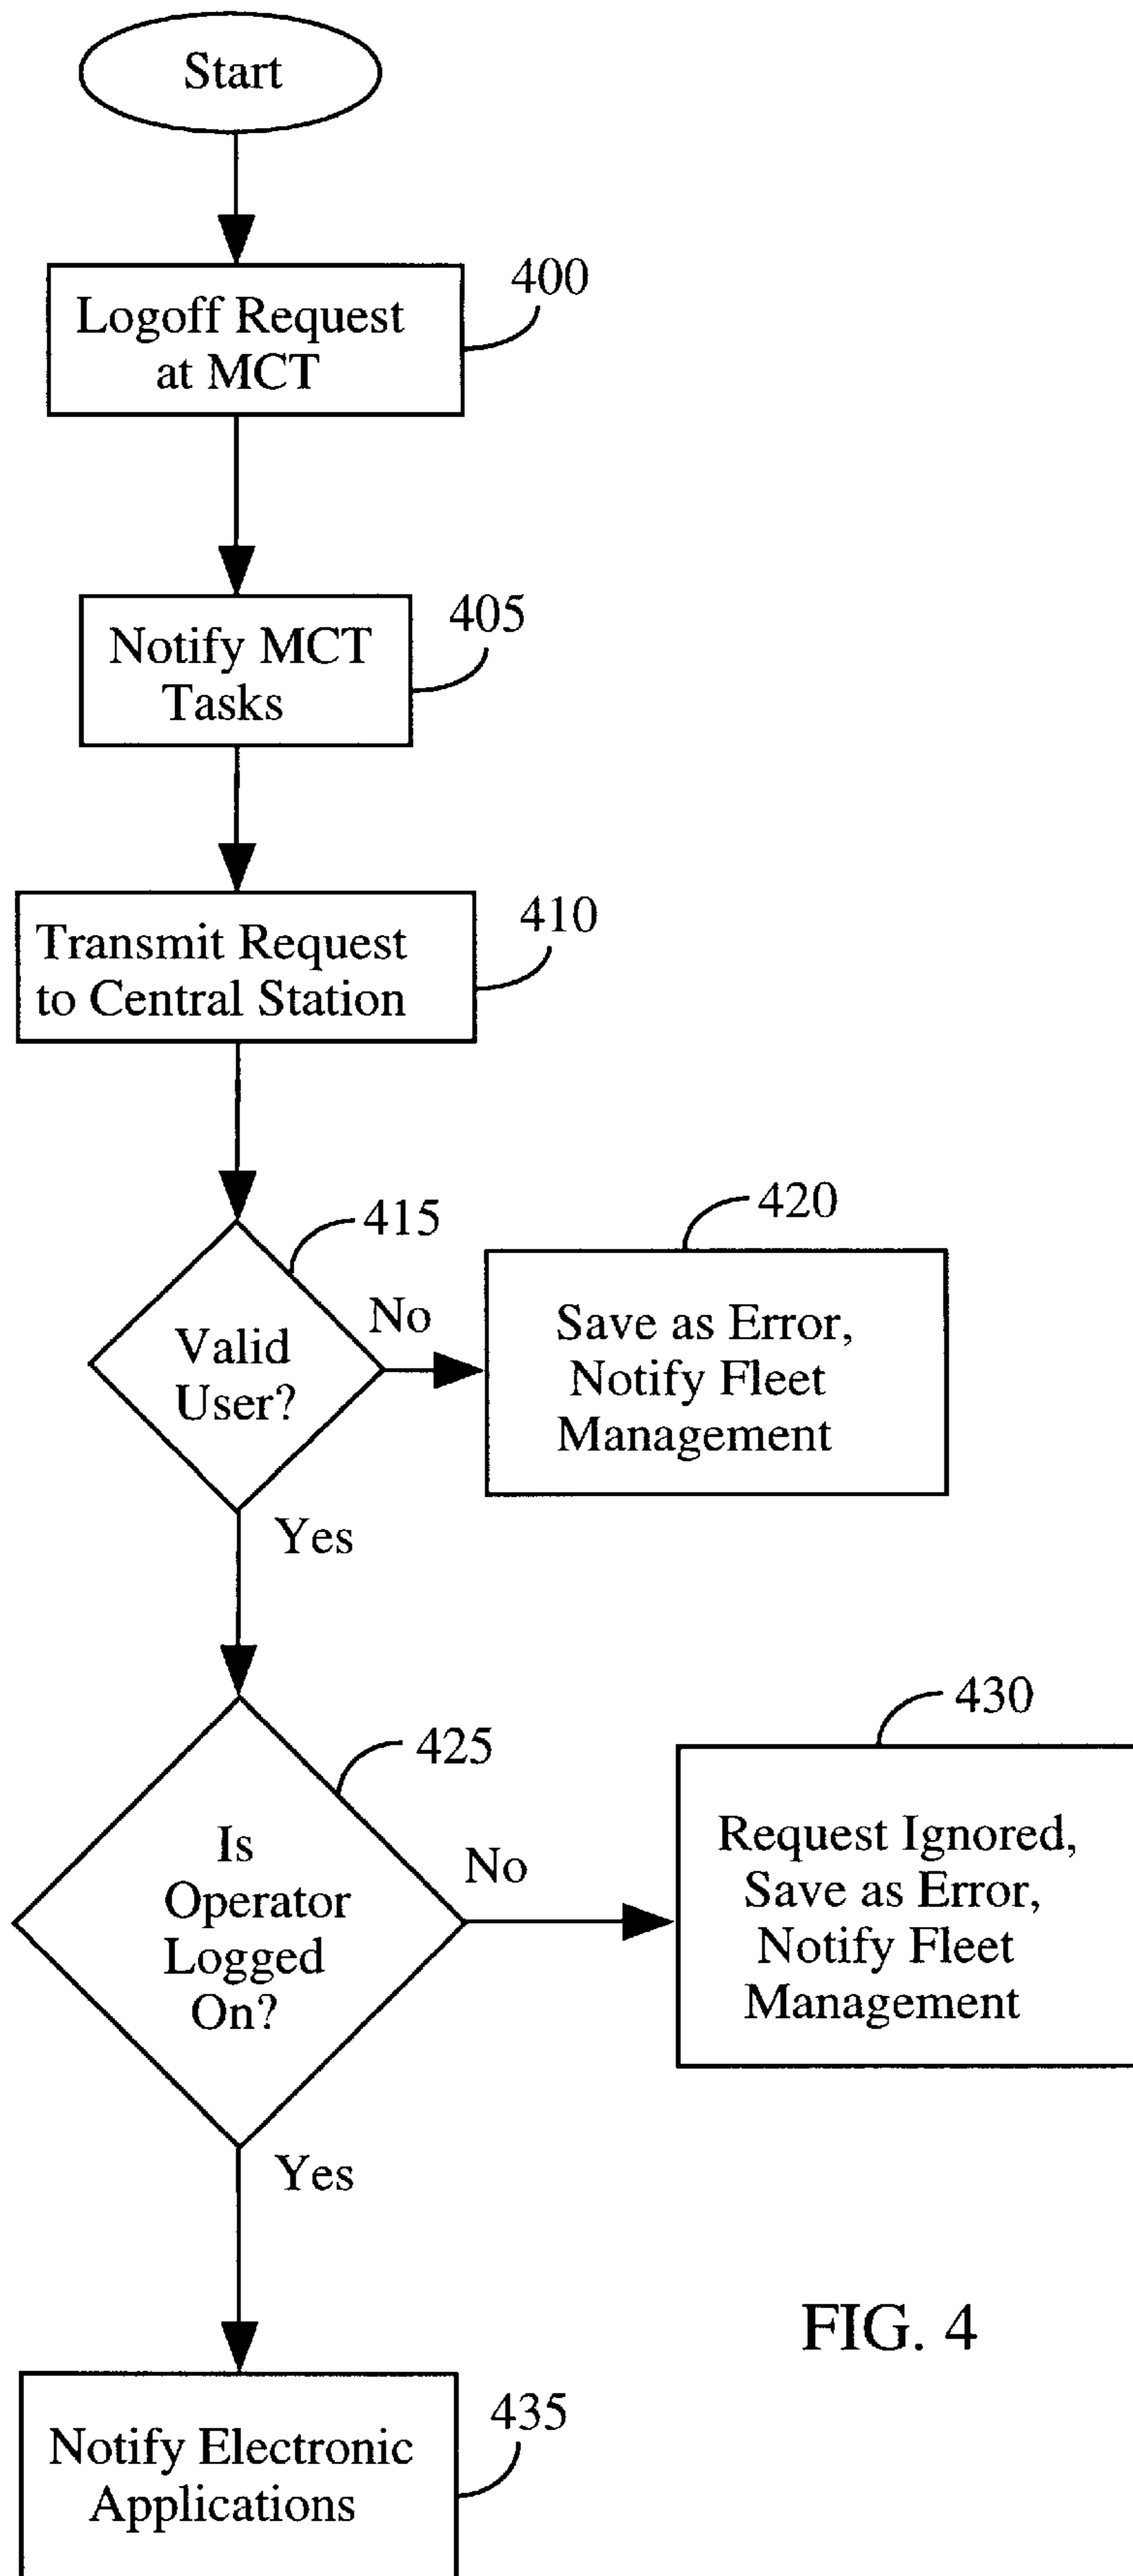 Start
400
Logoff Request
at MCT
405
Notify MCT
Tasks
410
Transmit Request
to Central Station
415
420
No
Valid
User?
Save as Error,
Notify Fleet
Management
Yes
425
430
Is
Operator
Logged
On?
No
Request Ignored,
Save as Error,
Notify Fleet
Management
Yes
FIG. 4
435
Notify Electronic
Applications